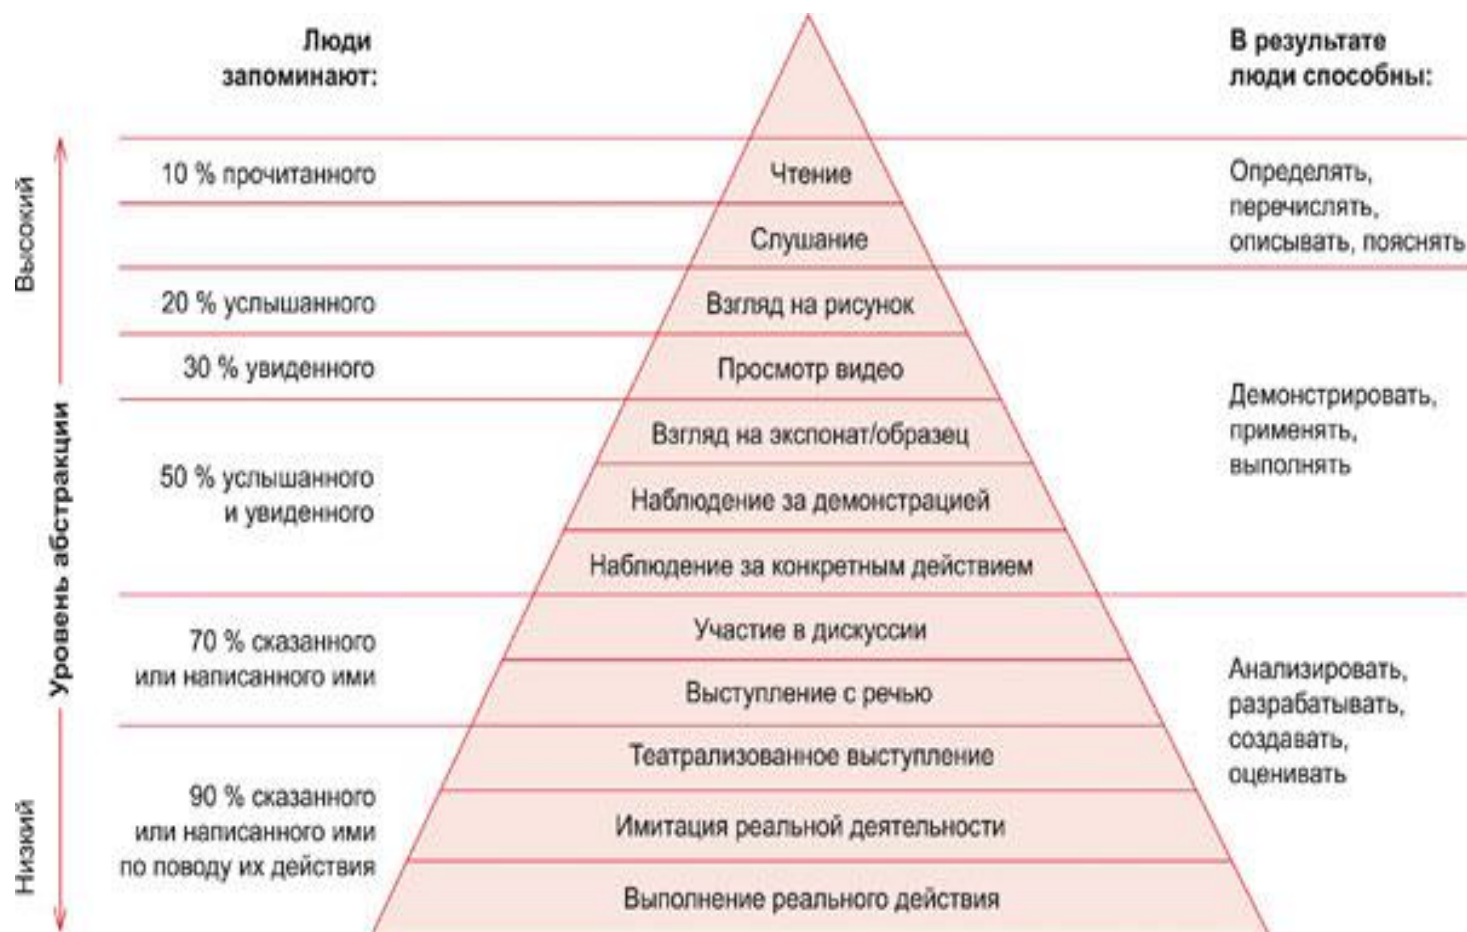 Люди
запоминают:
В результате
люди способны:
Высокий
Уровень абстракции
Низкий
10 % прочитанного
20 % услышанного
30 % увиденного
50 % услышанного
и увиденного
70 % сказанного
или написанного ими
90 % сказанного
или написанного ими
по поводу их действия
Чтение
Слушание
Взгляд на рисунок
Просмотр видео
Взгляд на экспонат/образец
Наблюдение за демонстрацией
Наблюдение за конкретным действием
Участие в дискуссии
Выступление с речью
Театрализованное выступление
Имитация реальной деятельности
Выполнение реального действия
Определять,
перечислять,
описывать, пояснять
Демонстрировать,
применять,
выполнять
Анализировать,
разрабатывать,
создавать,
оценивать